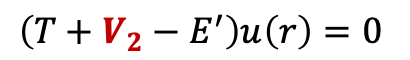 (T + V₂ − E′)u(r) = 0